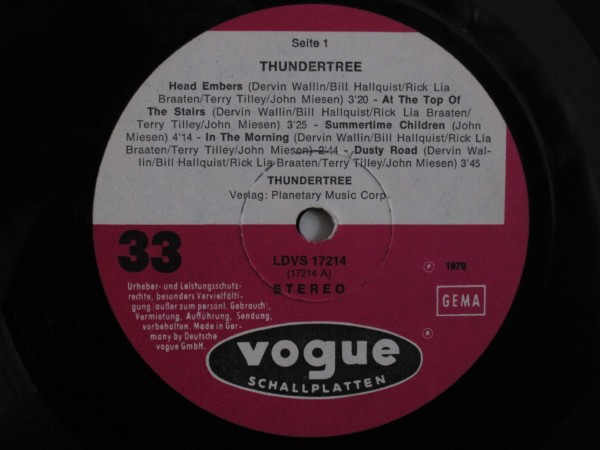 Seite 1
THUNDERTREE
Head Embers (Dervin Wallin/Bill Hallquist/Rick Lia
Braaten/Terry Tilley/John Miesen) 3'20 - At The Top Of
The Stairs (Dervin Wallin/Bill Hallquist/Rick Lia Braaten/
Terry Tilley/John Miesen) 3'25 - Summertime Children (John
Miesen) 4'14 - In The Morning (Dervin Wallin/Bill Hallquist/Rick
Lia Braaten/Terry Tilley/John Miesen) 2'14 - Dusty Road (Dervin Wal-
lin/Bill Hallquist/Rick Lia Braaten/Terry Tilley/John Miesen) 3'45
THUNDERTREE
Verlag: Planetary Music Corp
33
LDVS 17214
(17214 A)
STEREO
℗ 1970
GEMA
Urheber- und Leistungsschutz-
rechte, besonders Vervielfälti-
gung (außer zum persönl. Gebrauch),
Vermietung, Aufführung, Sendung,
vorbehalten. Made in Ger-
many by Deutsche
vogue GmbH.
vogue
SCHALLPLATTEN